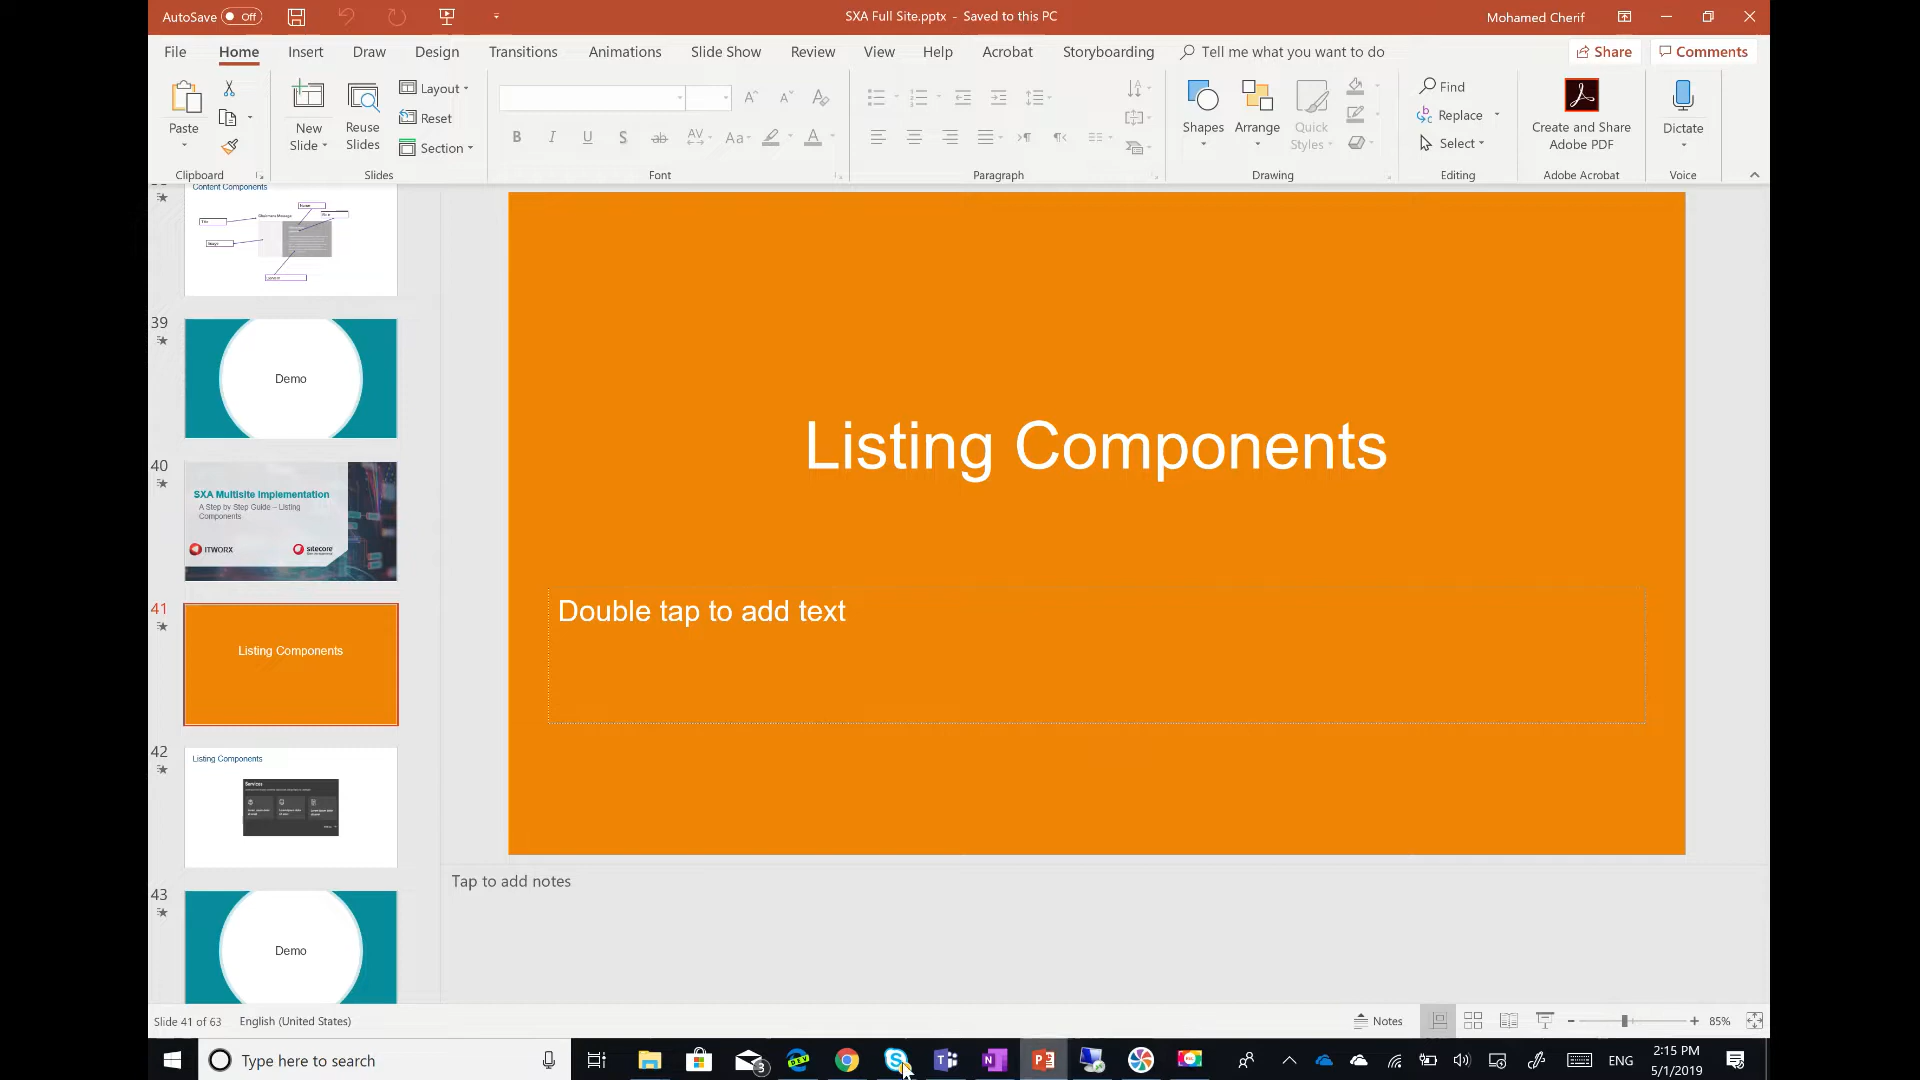 AutoSave Off
SXA Full Site.pptx - Saved to this PC
Mohamed Cherif
File Home Insert Draw Design Transitions Animations Slide Show Review View Help Acrobat Storyboarding Tell me what you want to do Share Comments
Paste
New Slide
Reuse Slides
Layout
Reset
Section
B I U S ab AV Aa A
Shapes
Arrange
Quick Styles
Find
Replace
Select
Create and Share Adobe PDF
Dictate
Clipboard Slides Font Paragraph Drawing Editing Adobe Acrobat Voice
Content Components
39
Demo
40
SXA Multisite Implementation
A Step by Step Guide – Listing
Components
ITWORX
sitecore
41
Listing Components
42
Listing Components
Services
43
Demo
Listing Components
Double tap to add text
Tap to add notes
Slide 41 of 63
English (United States)
Notes
85%
Type here to search
3
DEV
ENG
2:15 PM
5/1/2019